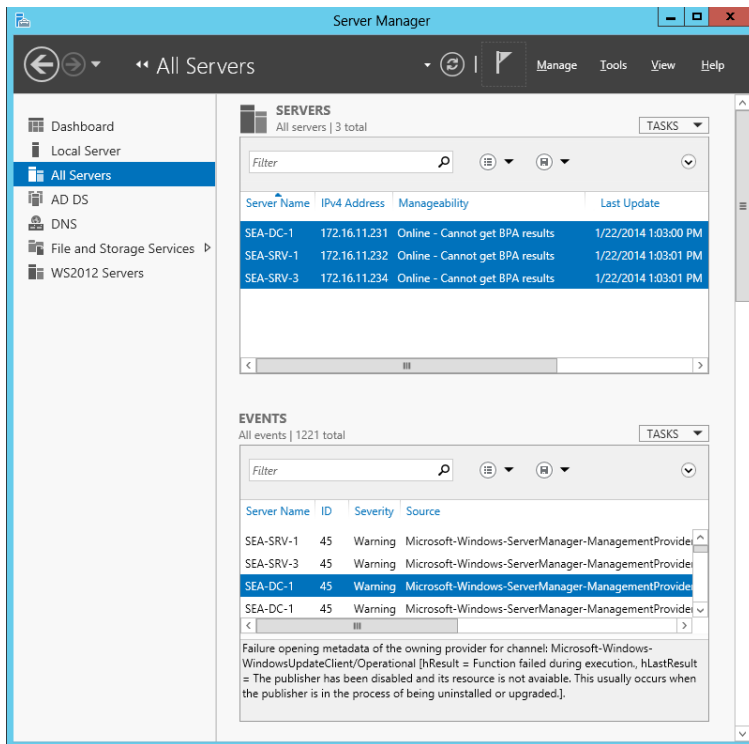 Server Manager
All Servers
Manage Tools View Help
Dashboard
Local Server
All Servers
AD DS
DNS
File and Storage Services
WS2012 Servers
SERVERS
All servers | 3 total
TASKS
Filter
Server Name IPv4 Address Manageability Last Update
SEA-DC-1 172.16.11.231 Online - Cannot get BPA results 1/22/2014 1:03:00 PM
SEA-SRV-1 172.16.11.232 Online - Cannot get BPA results 1/22/2014 1:03:01 PM
SEA-SRV-3 172.16.11.234 Online - Cannot get BPA results 1/22/2014 1:03:01 PM
EVENTS
All events | 1221 total
TASKS
Filter
Server Name ID Severity Source
SEA-SRV-1 45 Warning Microsoft-Windows-ServerManager-ManagementProvider
SEA-SRV-3 45 Warning Microsoft-Windows-ServerManager-ManagementProvider
SEA-DC-1 45 Warning Microsoft-Windows-ServerManager-ManagementProvider
SEA-DC-1 45 Warning Microsoft-Windows-ServerManager-ManagementProvider
Failure opening metadata of the owning provider for channel: Microsoft-Windows-
WindowsUpdateClient/Operational [hResult = Function failed during execution., hLastResult
= The publisher has been disabled and its resource is not avaiable. This usually occurs when
the publisher is in the process of being uninstalled or upgraded.].